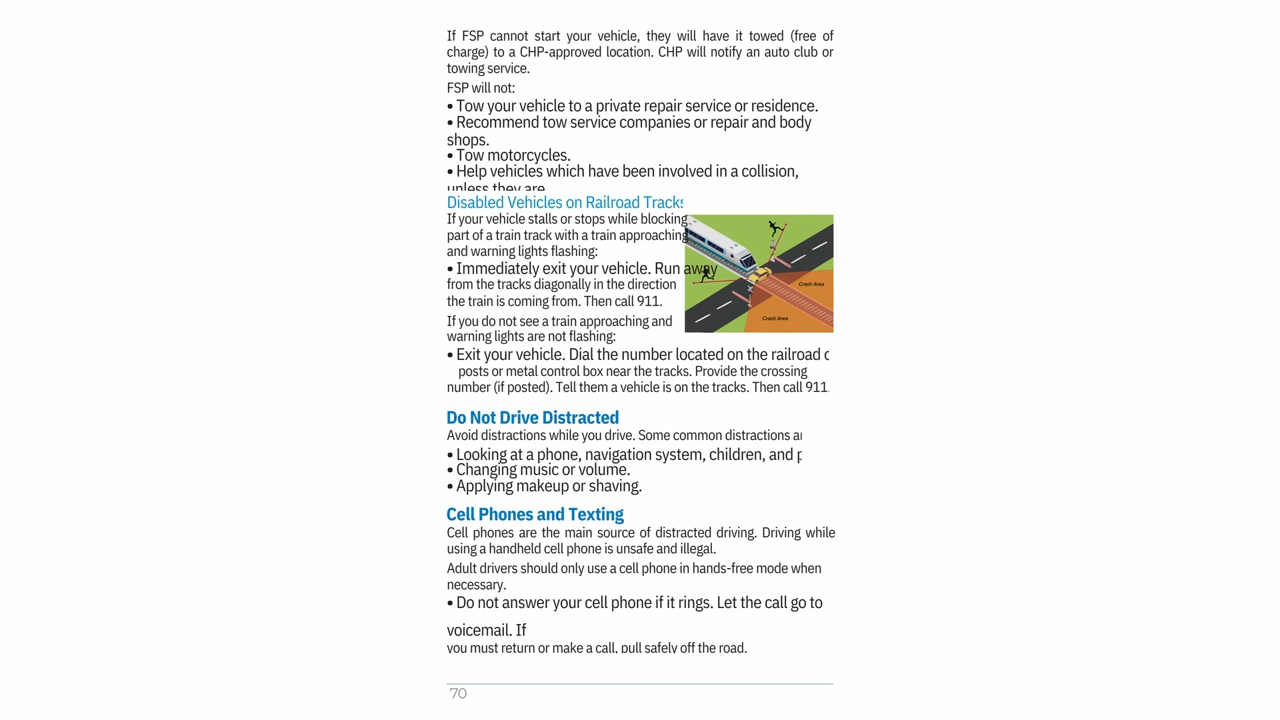 If FSP cannot start your vehicle, they will have it towed (free of
charge) to a CHP-approved location. CHP will notify an auto club or
towing service.
FSP will not:
• Tow your vehicle to a private repair service or residence.
• Recommend tow service companies or repair and body
shops.
• Tow motorcycles.
• Help vehicles which have been involved in a collision,
unless they are
Disabled Vehicles on Railroad Tracks
If your vehicle stalls or stops while blocking
part of a train track with a train approaching
and warning lights flashing:
• Immediately exit your vehicle. Run away
from the tracks diagonally in the direction
the train is coming from. Then call 911.
Crash Area
Crash Area
If you do not see a train approaching and
warning lights are not flashing:
• Exit your vehicle. Dial the number located on the railroad
posts or metal control box near the tracks. Provide the crossing
number (if posted). Tell them a vehicle is on the tracks. Then call 911.
Do Not Drive Distracted
Avoid distractions while you drive. Some common distractions
• Looking at a phone, navigation system, children, and
• Changing music or volume.
• Applying makeup or shaving.
Cell Phones and Texting
Cell phones are the main source of distracted driving. Driving while
using a handheld cell phone is unsafe and illegal.
Adult drivers should only use a cell phone in hands-free mode when
necessary.
• Do not answer your cell phone if it rings. Let the call go to
voicemail. If
you must return or make a call, pull safely off the road.
70